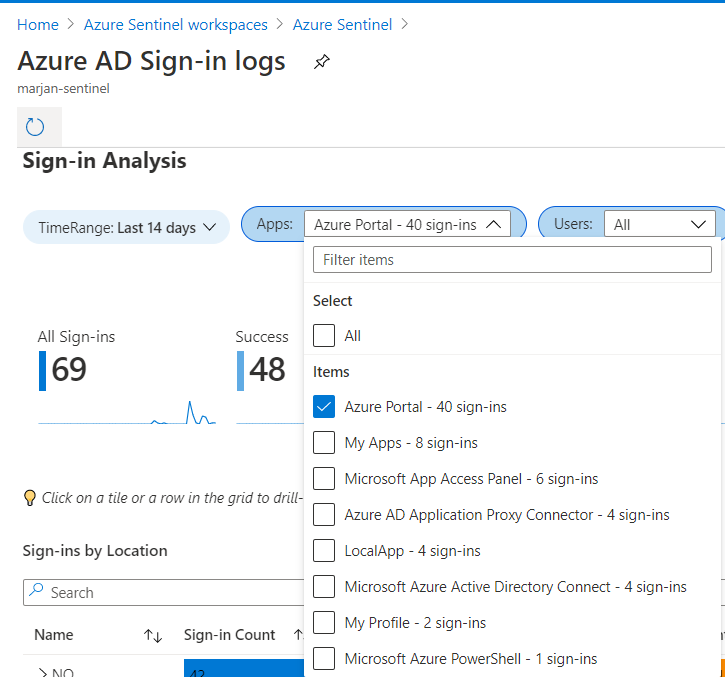 Home > Azure Sentinel workspaces > Azure Sentinel >
Azure AD Sign-in logs
marjan-sentinel
Sign-in Analysis
TimeRange: Last 14 days
Apps: Azure Portal - 40 sign-ins
Users: All
Filter items
Select
All
Items
Azure Portal - 40 sign-ins
My Apps - 8 sign-ins
Microsoft App Access Panel - 6 sign-ins
Azure AD Application Proxy Connector - 4 sign-ins
LocalApp - 4 sign-ins
Microsoft Azure Active Directory Connect - 4 sign-ins
My Profile - 2 sign-ins
Microsoft Azure PowerShell - 1 sign-ins
All Sign-ins
69
Success
48
Click on a tile or a row in the grid to drill-
Sign-ins by Location
Search
Name Sign-in Count
NO 42